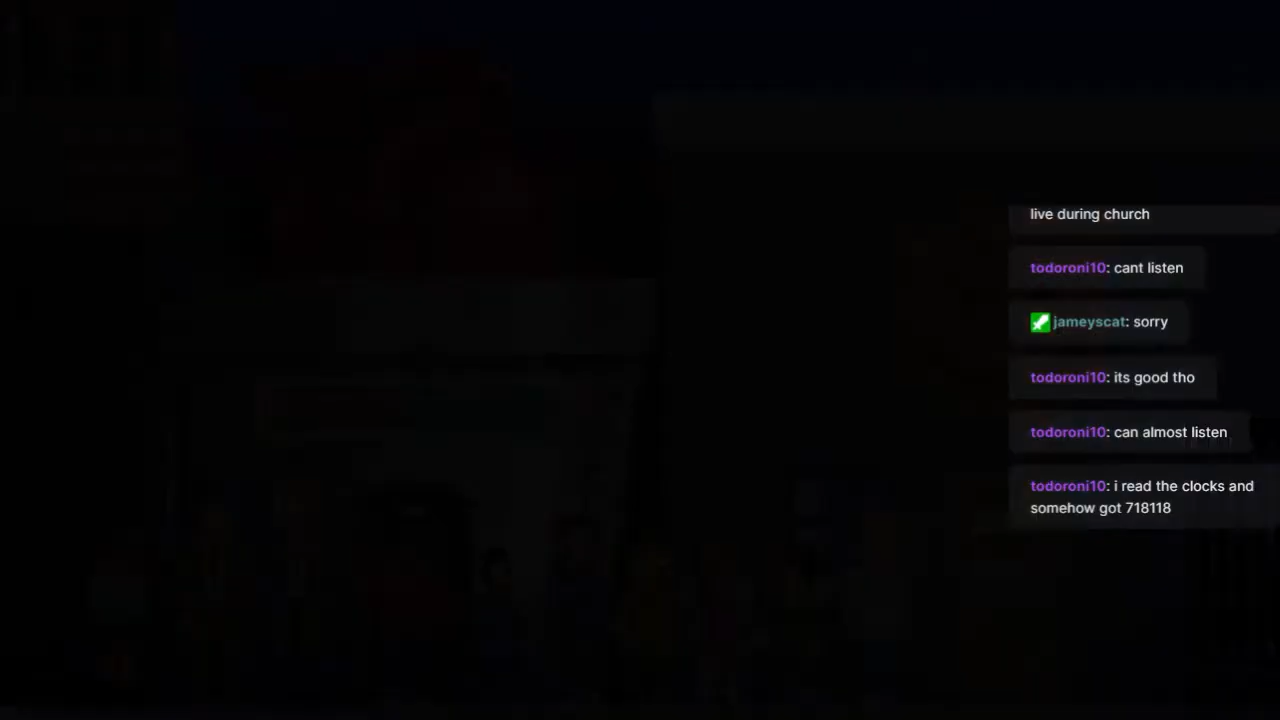 live during church
todoroni10: cant listen
jameyscat: sorry
todoroni10: its good tho
todoroni10: can almost listen
todoroni10: i read the clocks and
somehow got 718118